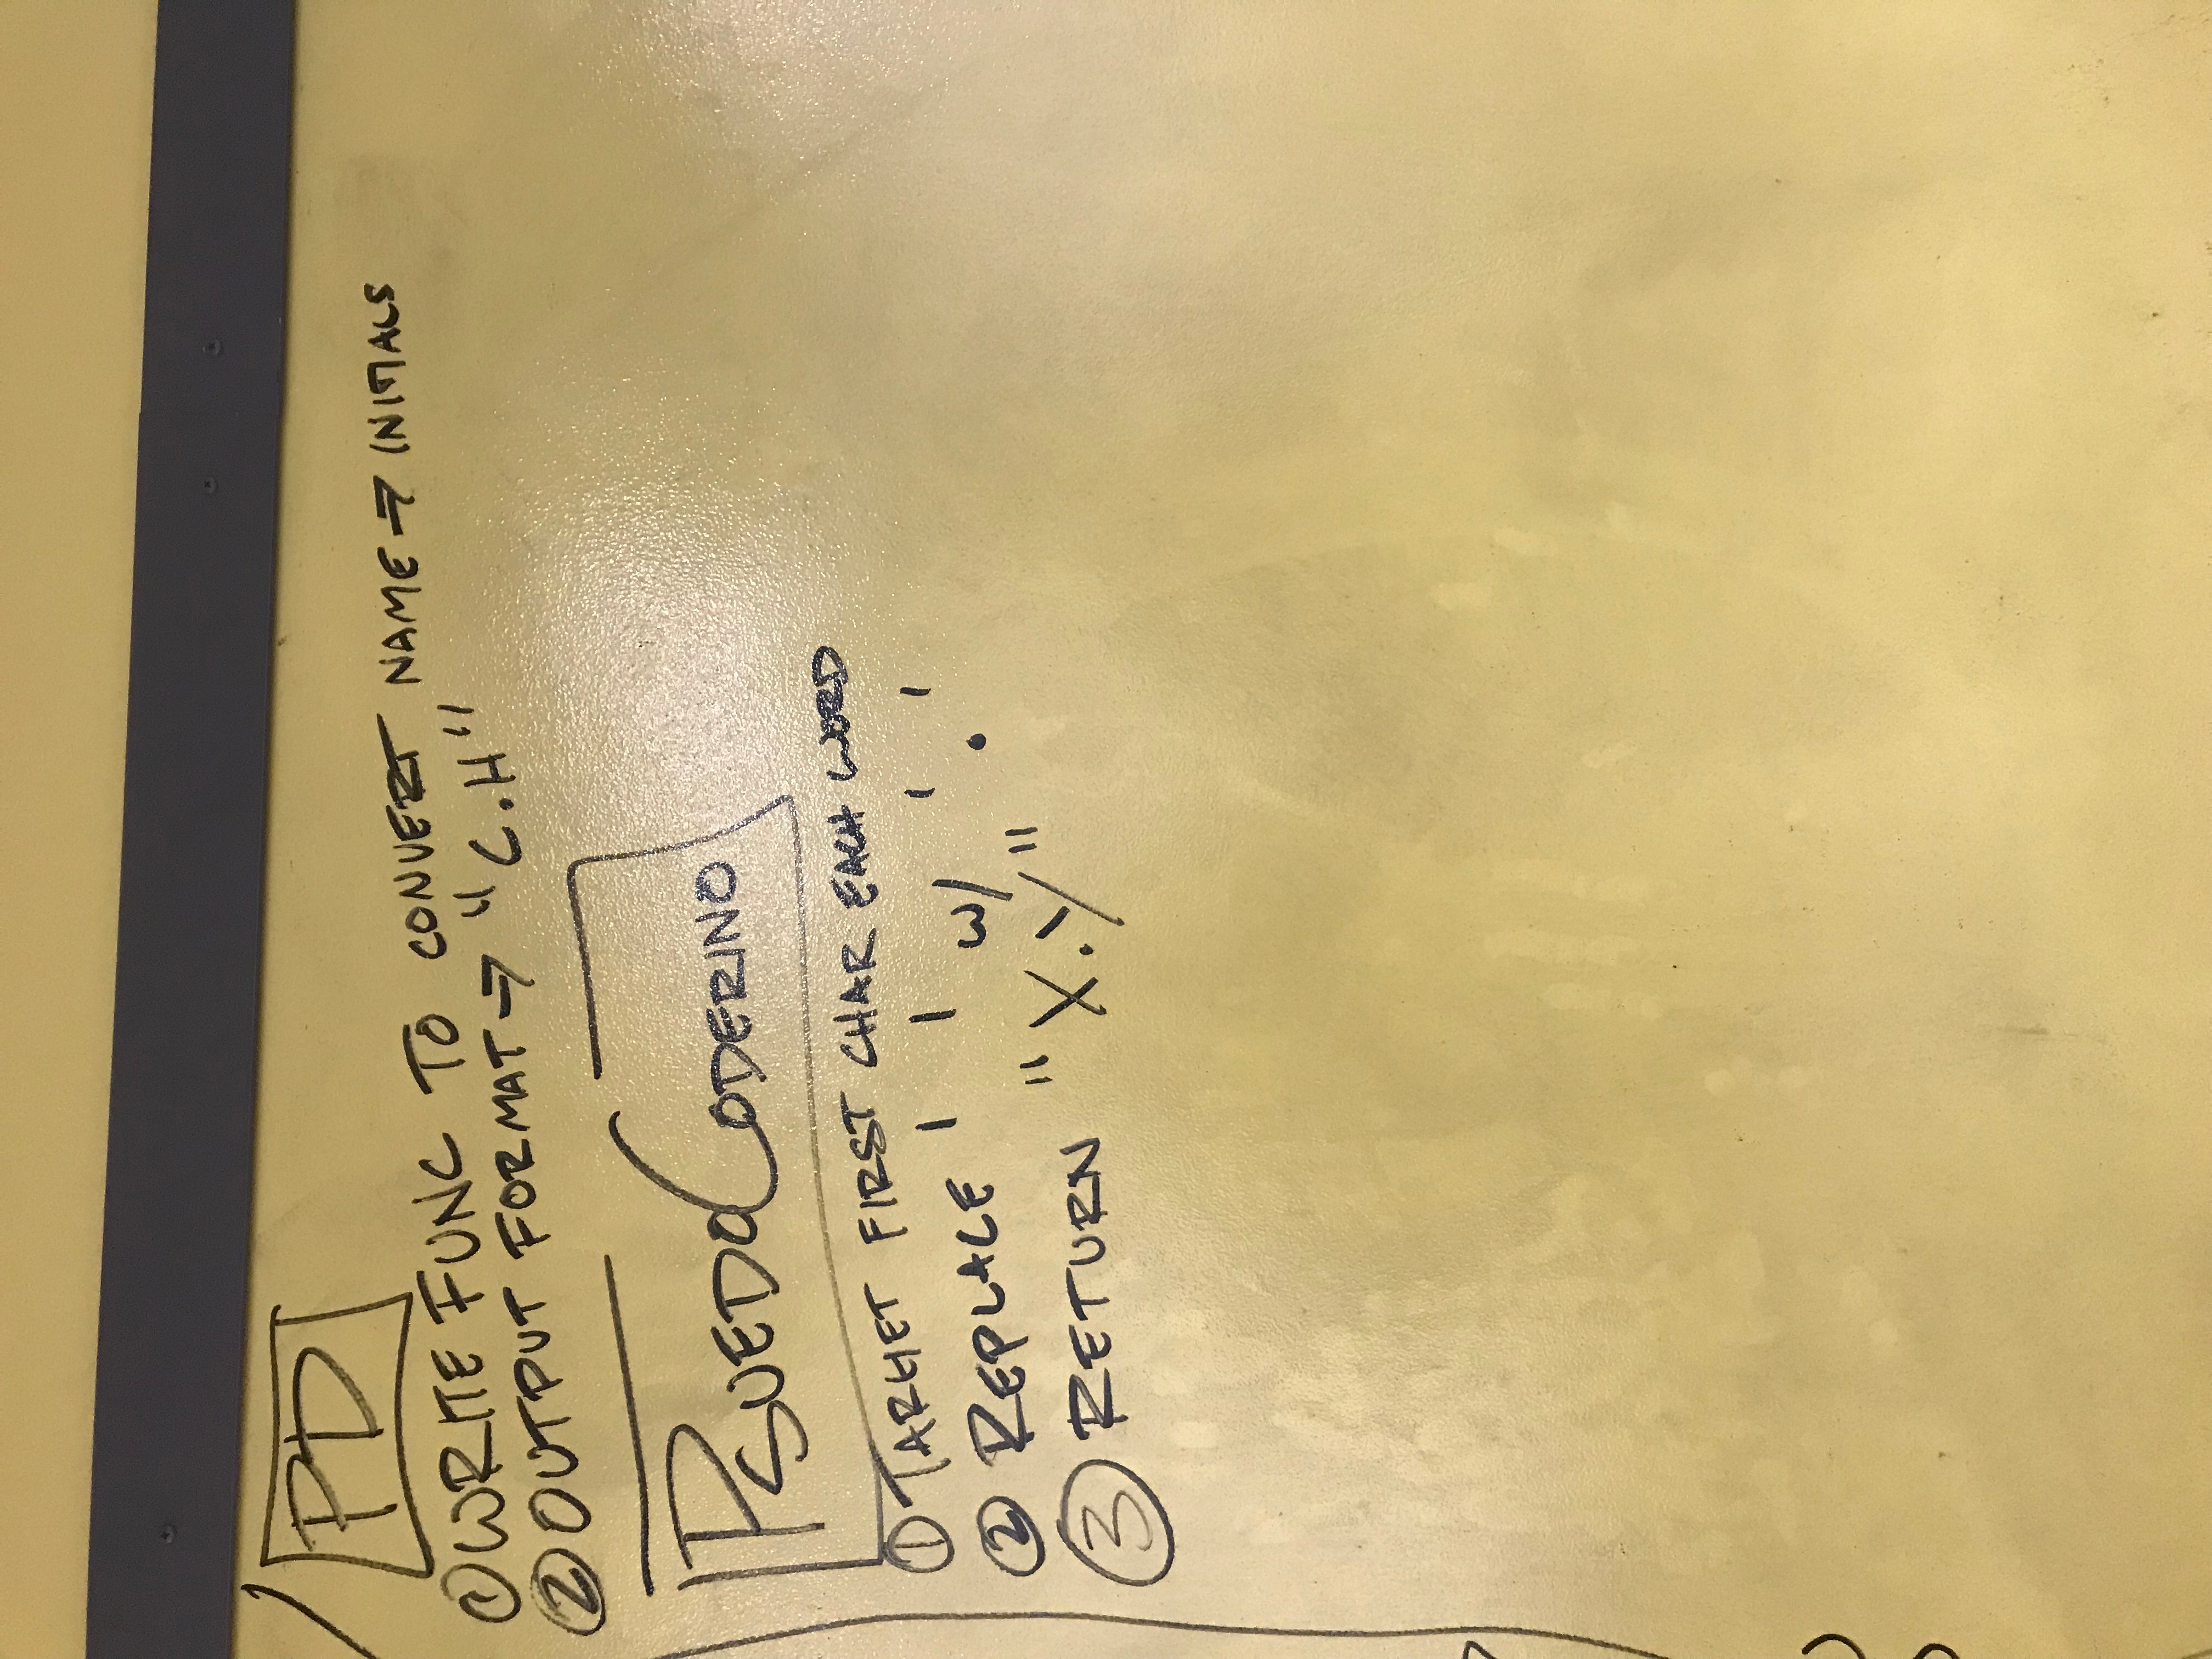 PD
① WRITE FUNC TO CONVERT NAME → INITIALS
② OUTPUT FORMAT → "C.H"
PSUEDOCODERINO
① TARGET FIRST CHAR EACH WORD
② REPLACE ' ' w/ '.'
③ RETURN "X.Y"